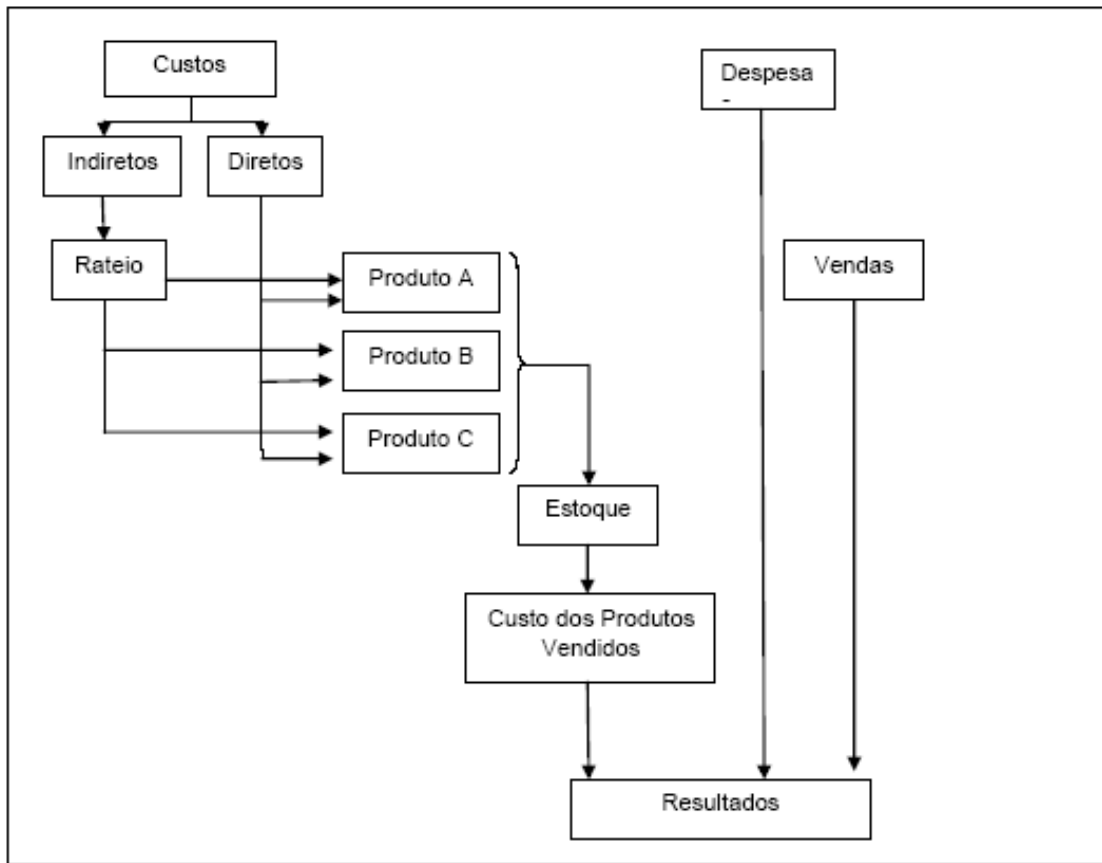 Custos
Despesa
-
Indiretos
Diretos
Rateio
Produto A
Vendas
Produto B
Produto C
Estoque
Custo dos Produtos
Vendidos
Resultados